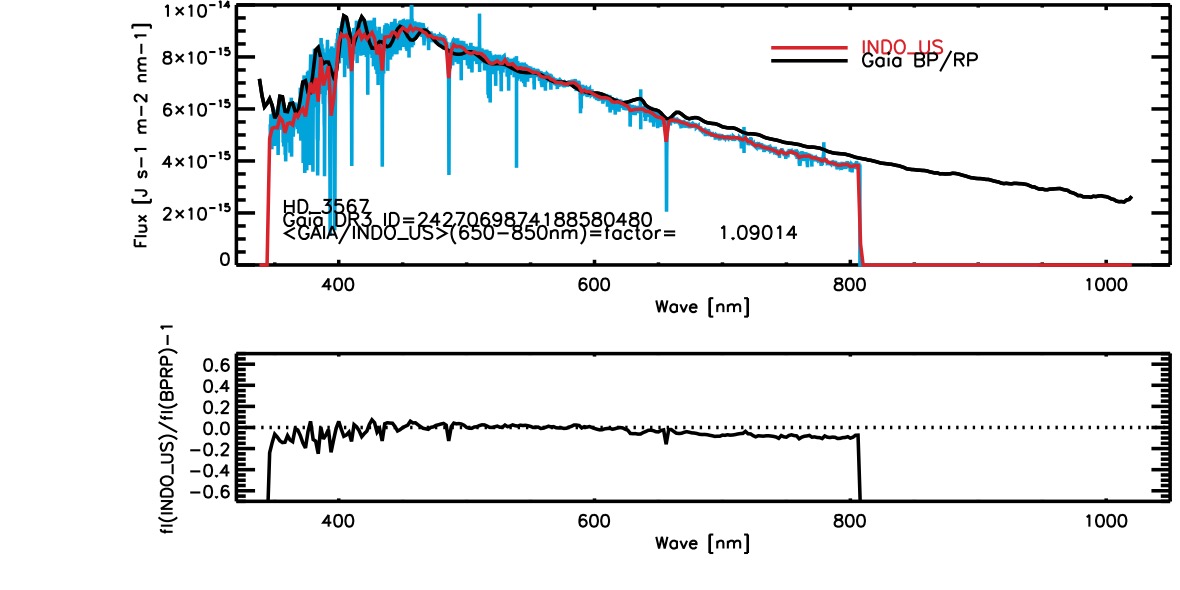 1×10−14
8×10−15
6×10−15
4×10−15
2×10−15
0
Flux [J s−1 m−2 nm−1]
INDO_US
Gaia BP/RP
HD_3567
Gaia DR3 ID=2427069874188580480
<GAIA/INDO_US>(650−850nm)=factor= 1.09014
400 600 800 1000
Wave [nm]
fl(INDO_US)/fl(BPRP)−1
0.6
0.4
0.2
0.0
−0.2
−0.4
−0.6
400 600 800 1000
Wave [nm]